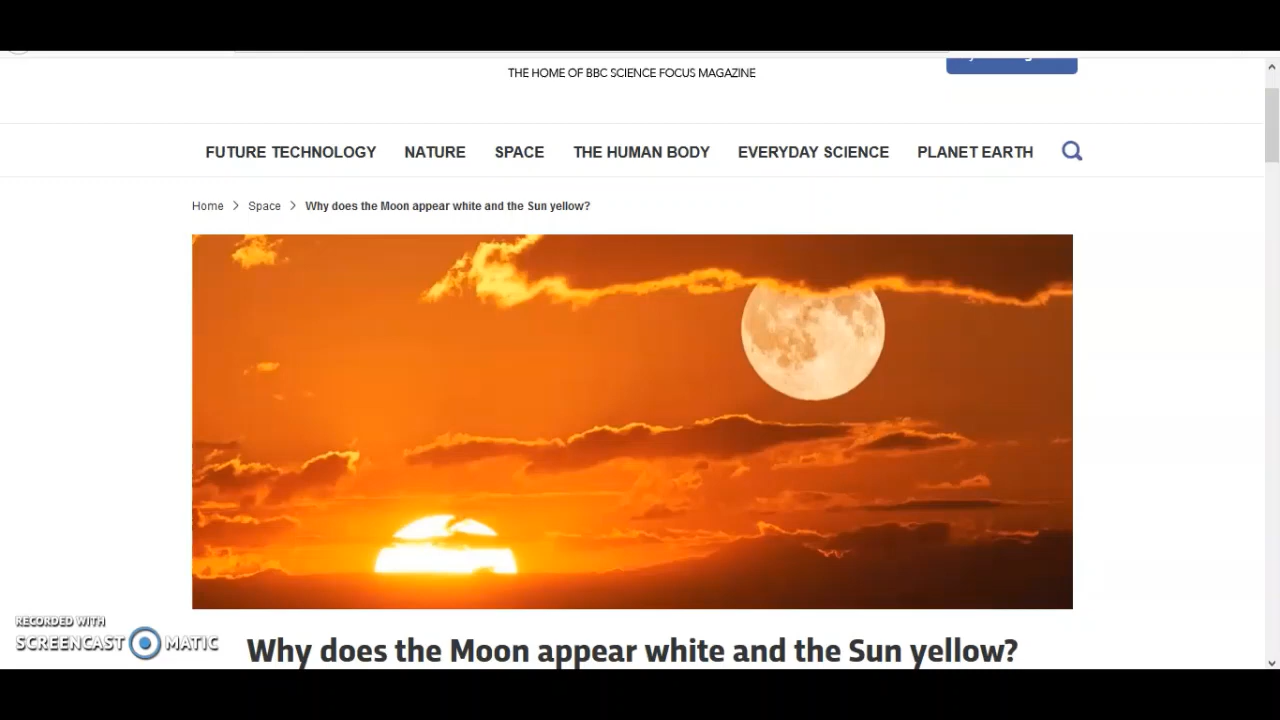 THE HOME OF BBC SCIENCE FOCUS MAGAZINE
FUTURE TECHNOLOGY NATURE SPACE THE HUMAN BODY EVERYDAY SCIENCE PLANET EARTH
Home > Space > Why does the Moon appear white and the Sun yellow?
RECORDED WITH
SCREENCAST MATIC
Why does the Moon appear white and the Sun yellow?